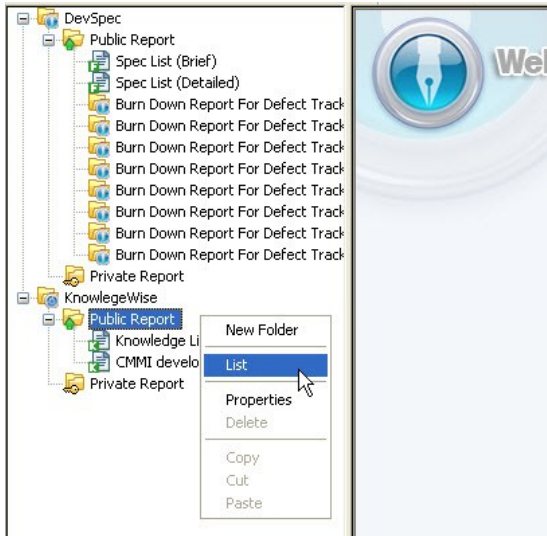 DevSpec
Public Report
Spec List (Brief)
Spec List (Detailed)
Burn Down Report For Defect Track
Burn Down Report For Defect Track
Burn Down Report For Defect Track
Burn Down Report For Defect Track
Burn Down Report For Defect Track
Burn Down Report For Defect Track
Burn Down Report For Defect Track
Burn Down Report For Defect Track
Private Report
KnowlegeWise
Public Report
Knowledge Li
CMMI develo
Private Report
New Folder
List
Properties
Delete
Copy
Cut
Paste
Wel